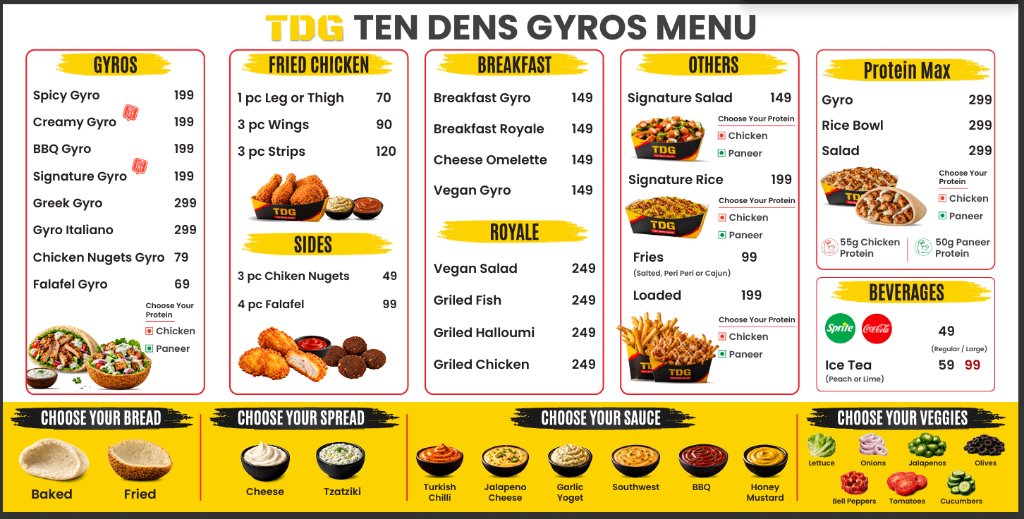 TDG TEN DENS GYROS MENU
GYROS
Spicy Gyro 199
Creamy Gyro 199
BBQ Gyro 199
Signature Gyro 199
Greek Gyro 299
Gyro Italiano 299
Chicken Nuggets Gyro 79
Falafel Gyro 69
Choose Your
Protein
Chicken
Paneer
FRIED CHICKEN
1 pc Leg or Thigh 70
3 pc Wings 90
3 pc Strips 120
TDG
SIDES
3 pc Chiken Nuggets 49
4 pc Falafel 99
BREAKFAST
Breakfast Gyro 149
Breakfast Royale 149
Cheese Omelette 149
Vegan Gyro 149
ROYALE
Vegan Salad 249
Griled Fish 249
Griled Halloumi 249
Griled Chicken 249
OTHERS
Signature Salad 149
Choose Your Protein
Chicken
Paneer
TDG
Signature Rice 199
Choose Your Protein
Chicken
Paneer
TDG
Fries 99
(Salted, Peri Peri or Cajun)
Loaded 199
Choose Your Protein
Chicken
Paneer
TDG
TDG
Protein Max
Gyro 299
Rice Bowl 299
Salad 299
Choose Your
Protein
Chicken
Paneer
TDG
55g Chicken
Protein
50g Paneer
Protein
BEVERAGES
Sprite Coca-Cola 49
(Regular / Large)
Ice Tea 59 99
(Peach or Lime)
CHOOSE YOUR BREAD
Baked
Fried
CHOOSE YOUR SPREAD
Cheese
Tzatziki
CHOOSE YOUR SAUCE
Turkish
Chilli
Jalapeno
Cheese
Garlic
Yoget
Southwest
BBQ
Honey
Mustard
CHOOSE YOUR VEGGIES
Lettuce Onions Jalapenos Olives
Bell Peppers Tomatoes Cucumbers